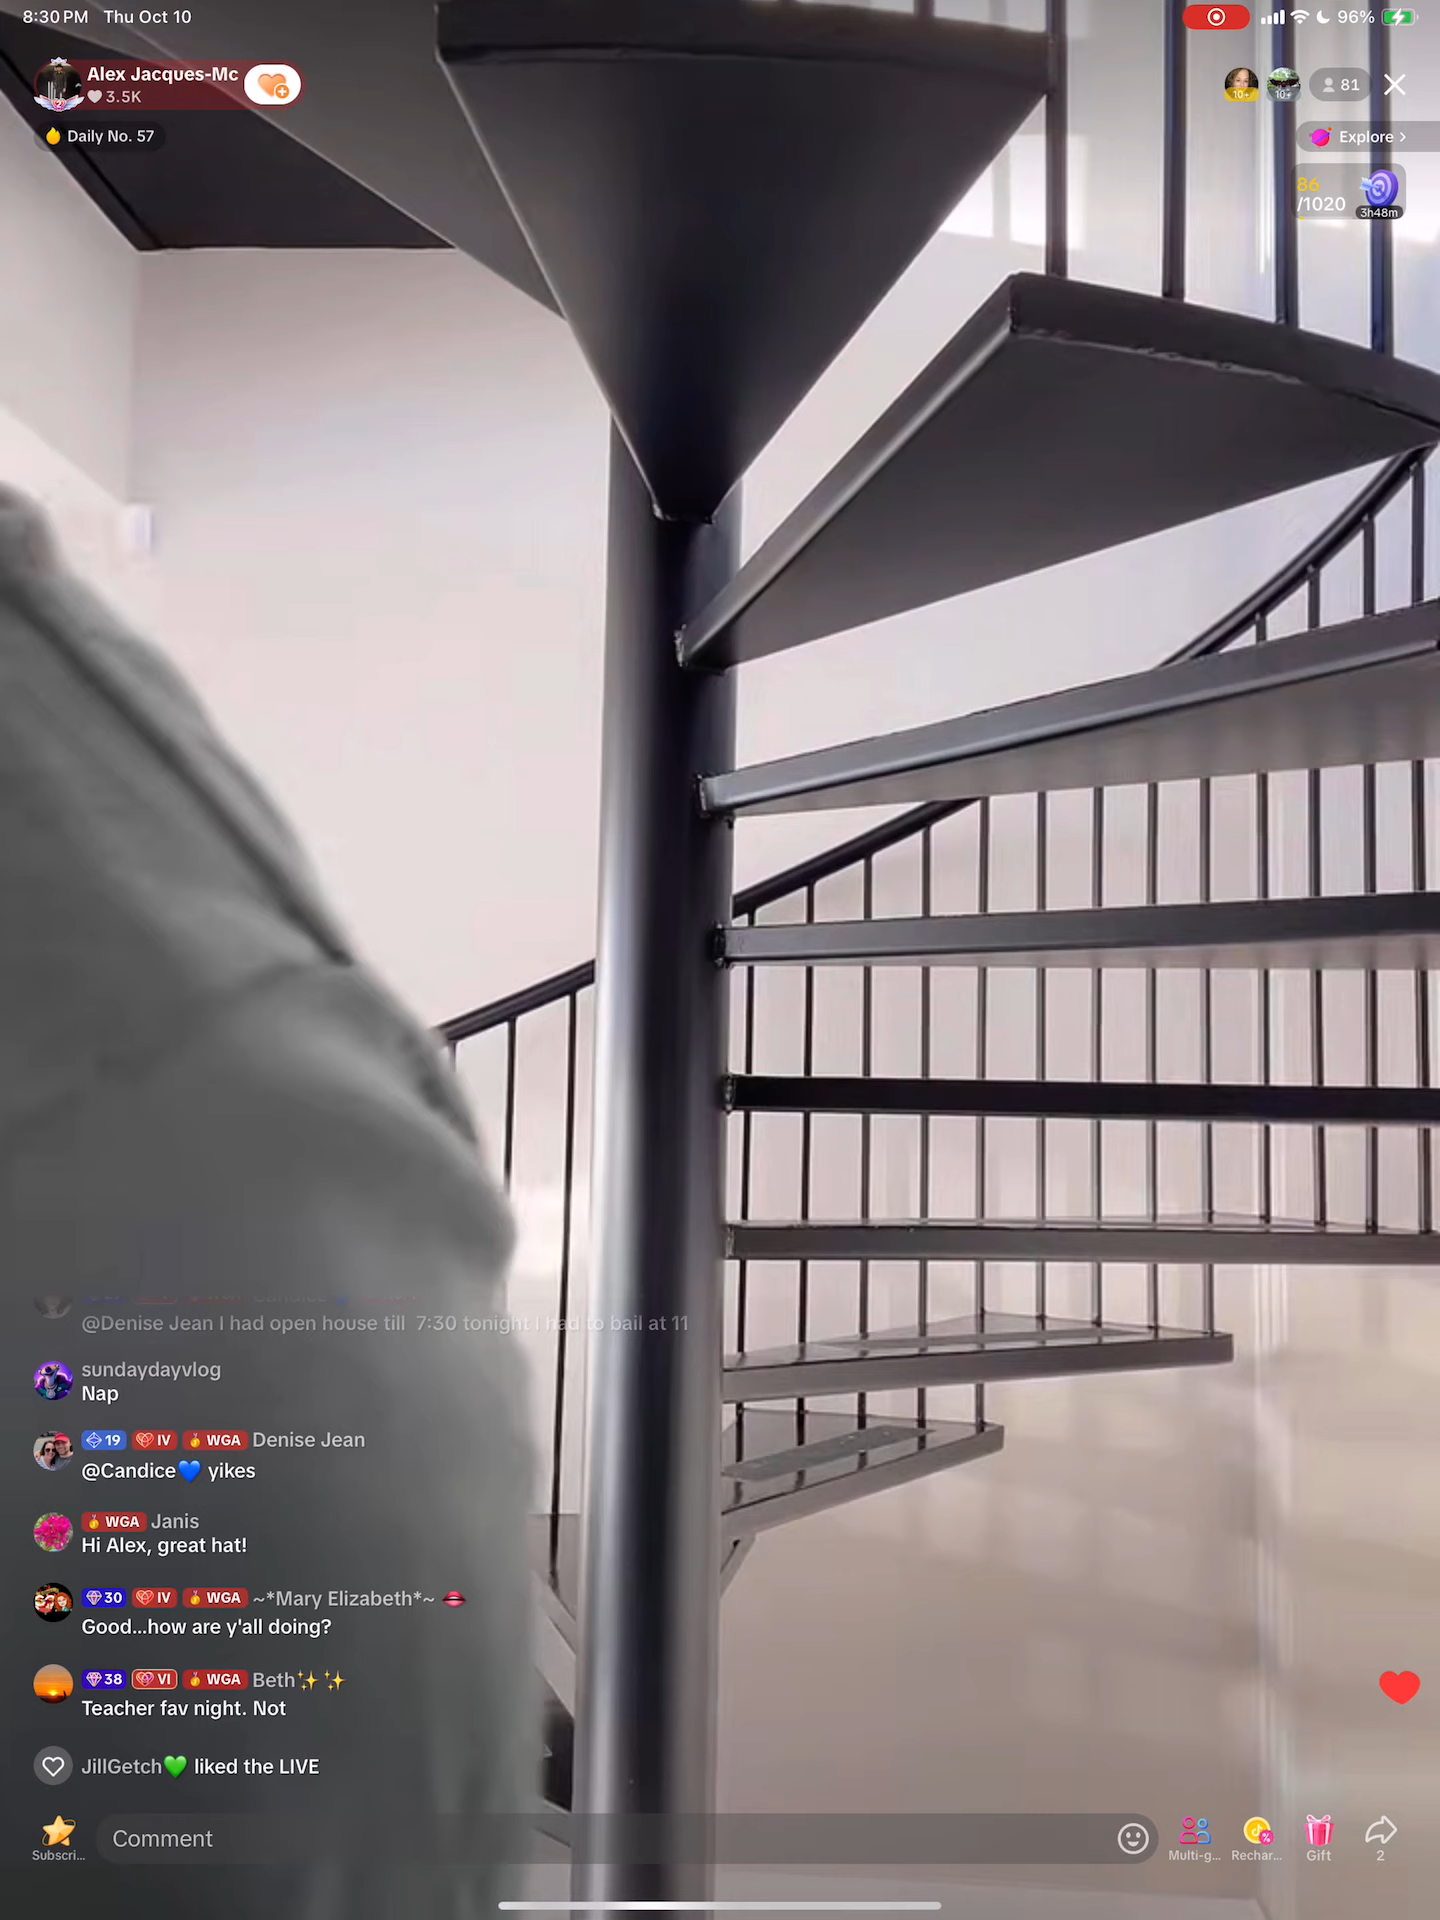 8:30 PM Thu Oct 10
96%
Alex Jacques-Mc
3.5K
10+
10+
81
Daily No. 57
Explore >
86
/1020
3h48m
@Denise Jean I had open house till 7:30 tonight I had to bail at 11
sundaydayvlog
Nap
19 IV WGA Denise Jean
@Candice💙 yikes
WGA Janis
Hi Alex, great hat!
30 IV WGA ~*Mary Elizabeth*~ 👄
Good...how are y'all doing?
38 VI WGA Beth✨✨
Teacher fav night. Not
JillGetch💚 liked the LIVE
Comment
Subscri...
Multi-g...
Rechar...
Gift
2